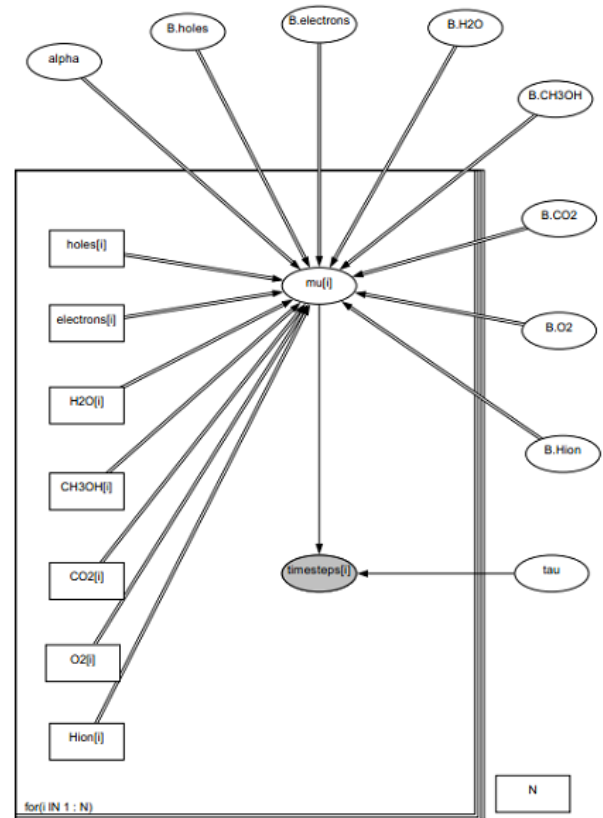 B.electrons
B.holes
B.H2O
alpha
B.CH3OH
B.CO2
holes[i]
mu[i]
electrons[i]
B.O2
H2O[i]
B.Hion
CH3OH[i]
timesteps[i]
tau
CO2[i]
O2[i]
Hion[i]
N
for(i IN 1 : N)